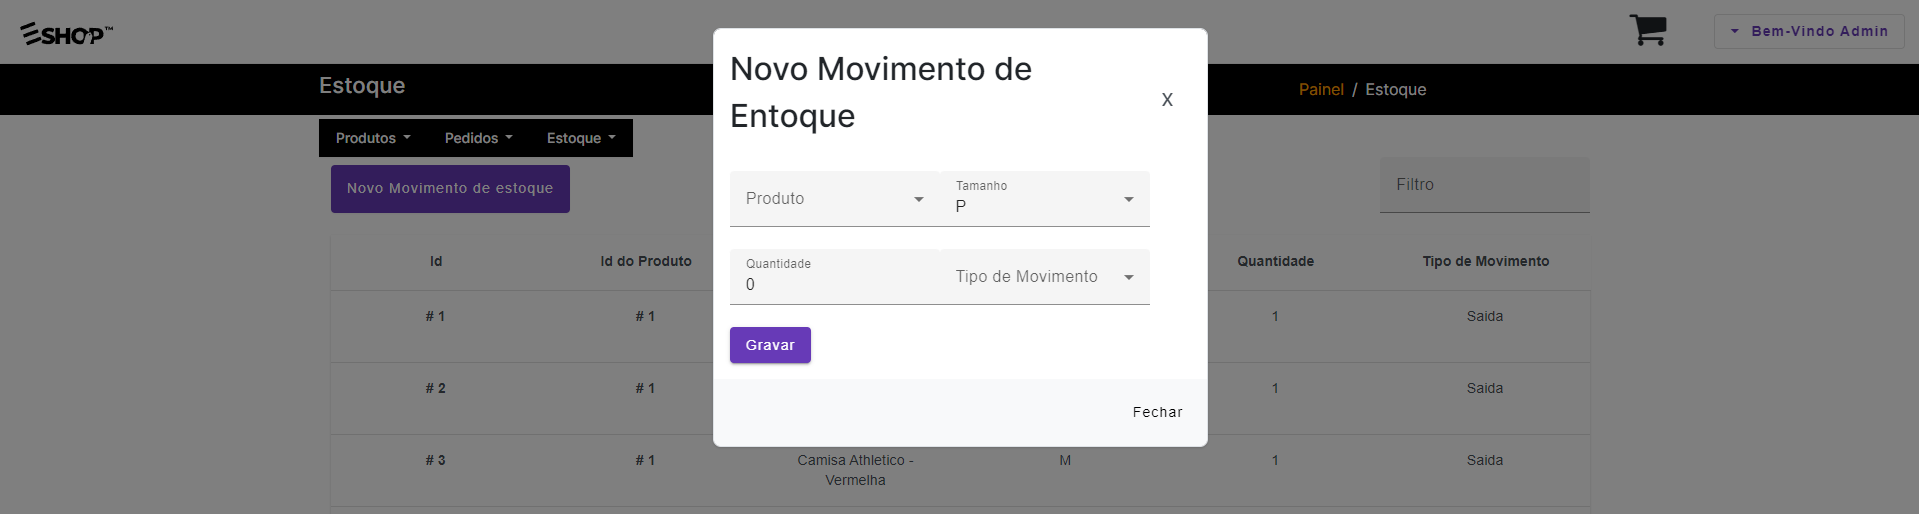 ESHOP™
Bem-Vindo Admin
Estoque
Painel / Estoque
Produtos
Pedidos
Estoque
Novo Movimento de estoque
Filtro
Novo Movimento de
Entoque
X
Produto
Tamanho
P
Quantidade
0
Tipo de Movimento
Gravar
Fechar
Id
Id do Produto
Quantidade
Tipo de Movimento
# 1
# 1
1
Saida
# 2
# 1
1
Saida
# 3
# 1
Camisa Athletico -
Vermelha
M
1
Saida